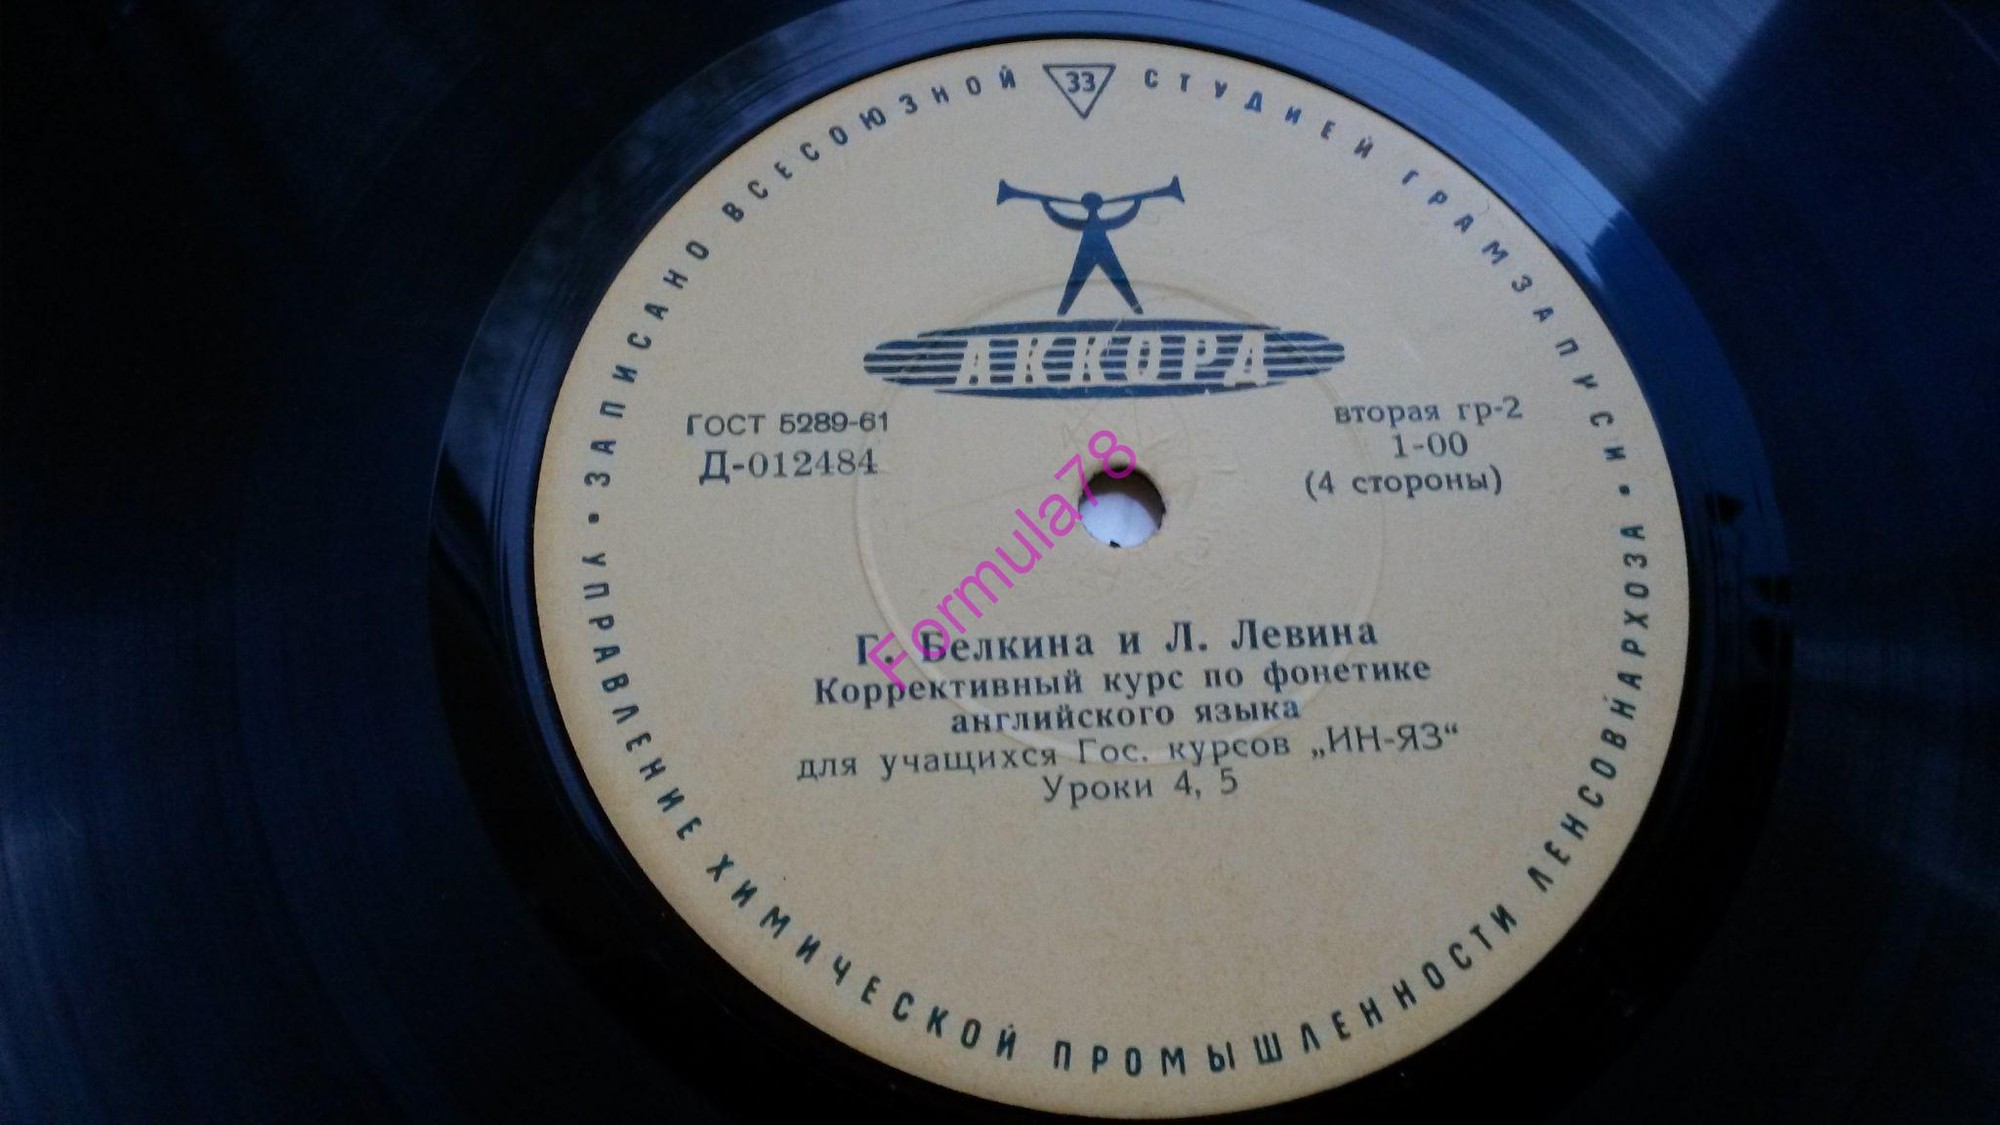 ЗАПИСАНО ВСЕСОЮЗНОЙ 33 СТУДИЕЙ ГРАМЗАПИСИ •
АККОРД
ГОСТ 5289-61
Д-012484
вторая гр-2
1-00
(4 стороны)
Formula78
Г. Белкина и Л. Левина
Коррективный курс по фонетике
английского языка
для учащихся Гос. курсов „ИН-ЯЗ“
Уроки 4, 5
УПРАВЛЕНИЕ ХИМИЧЕСКОЙ ПРОМЫШЛЕННОСТИ ЛЕНСОВНАРХОЗА •